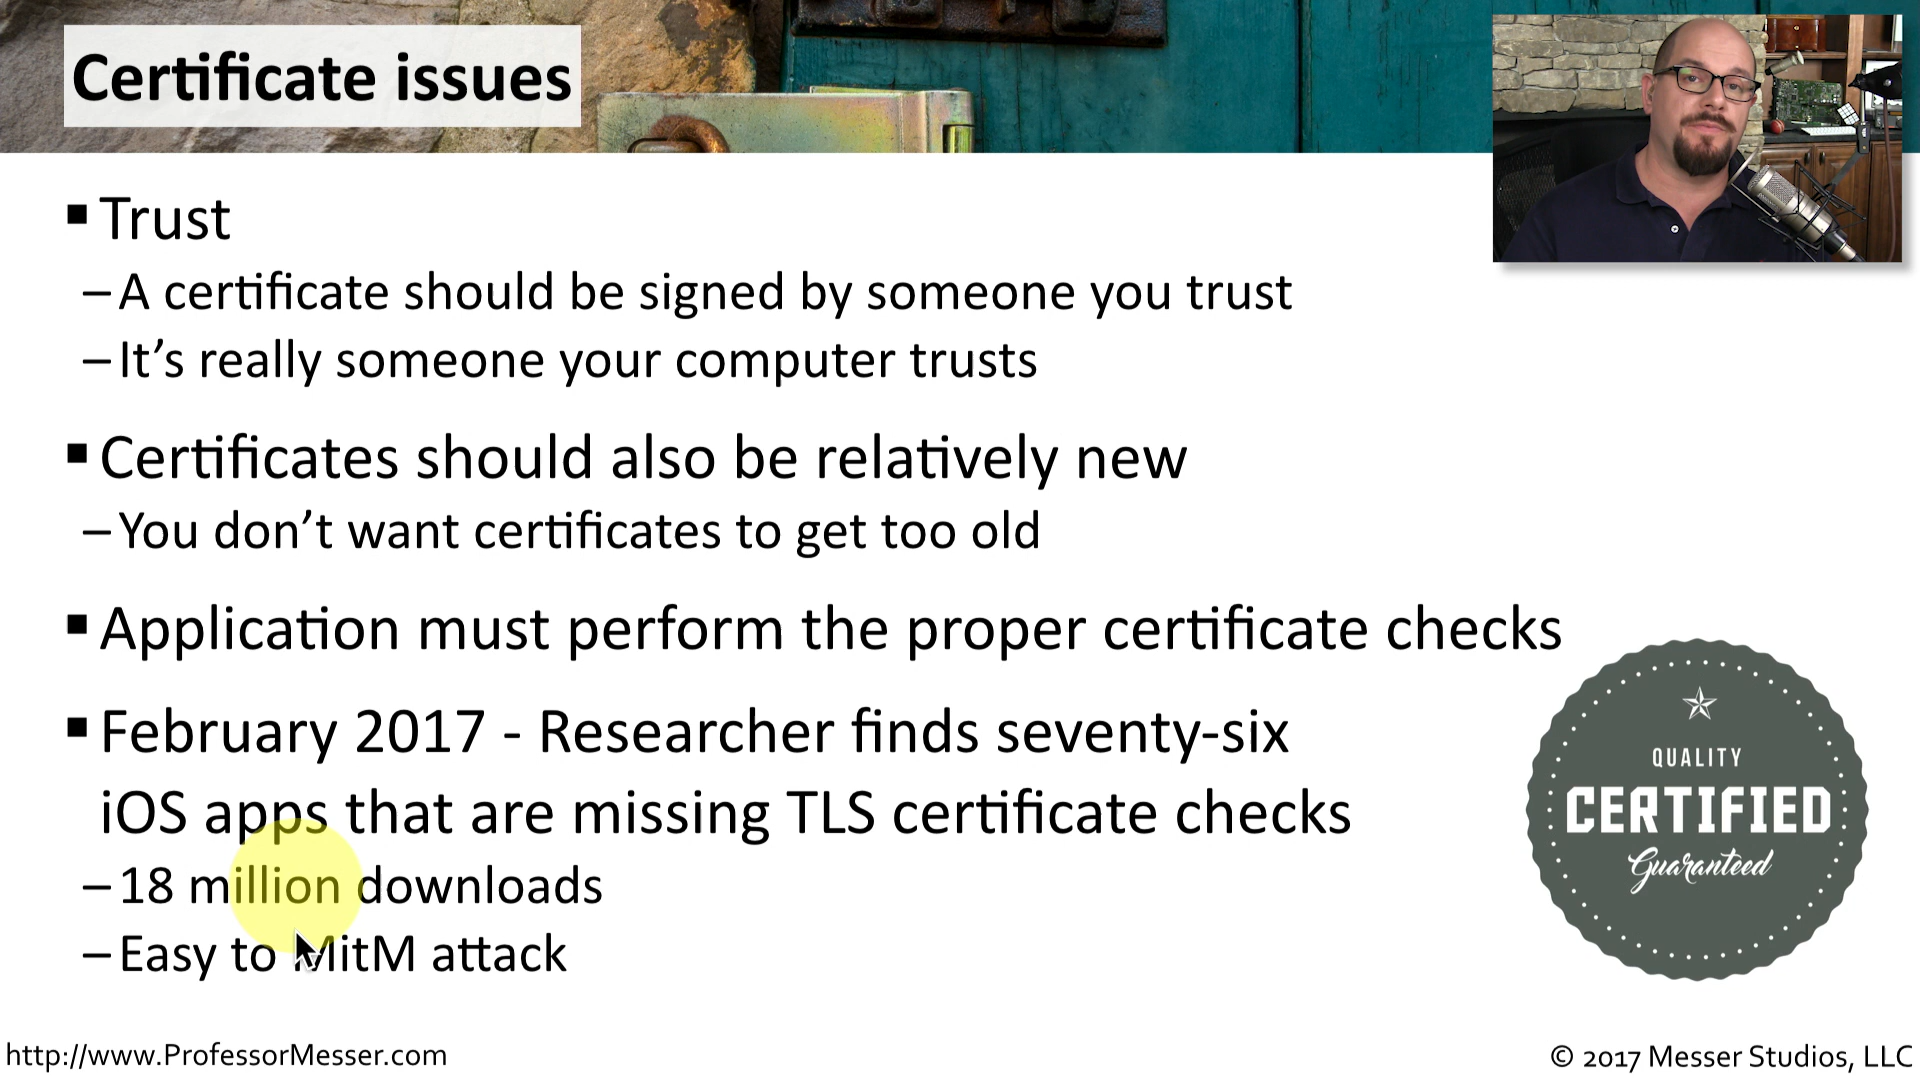 Certificate issues
▪ Trust
– A certificate should be signed by someone you trust
– It’s really someone your computer trusts
▪ Certificates should also be relatively new
– You don’t want certificates to get too old
▪ Application must perform the proper certificate checks
▪ February 2017 - Researcher finds seventy-six
iOS apps that are missing TLS certificate checks
– 18 million downloads
– Easy to MitM attack
QUALITY
CERTIFIED
Guaranteed
http://www.ProfessorMesser.com
© 2017 Messer Studios, LLC